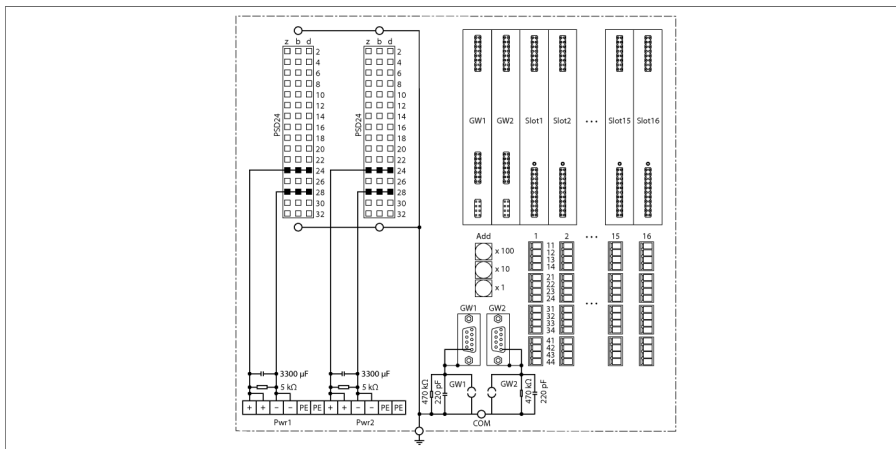 z b d
2
4
6
8
10
12
14
16
18
20
22
24
26
28
30
32
PSD24
z b d
2
4
6
8
10
12
14
16
18
20
22
24
26
28
30
32
PSD24
GW1 GW2 Slot1 Slot2 ... Slot15 Slot16
Add
x 100
x 10
x 1
1 2 ... 15 16
11
12
13
14
21
22
23
24
...
31
32
33
34
41
42
43
44
GW1 GW2
3300 µF
5 kΩ
3300 µF
5 kΩ
470 kΩ
220 pF
GW1
GW2
470 kΩ
220 pF
+ + – – PE PE + + – – PE PE
Pwr1 Pwr2
COM